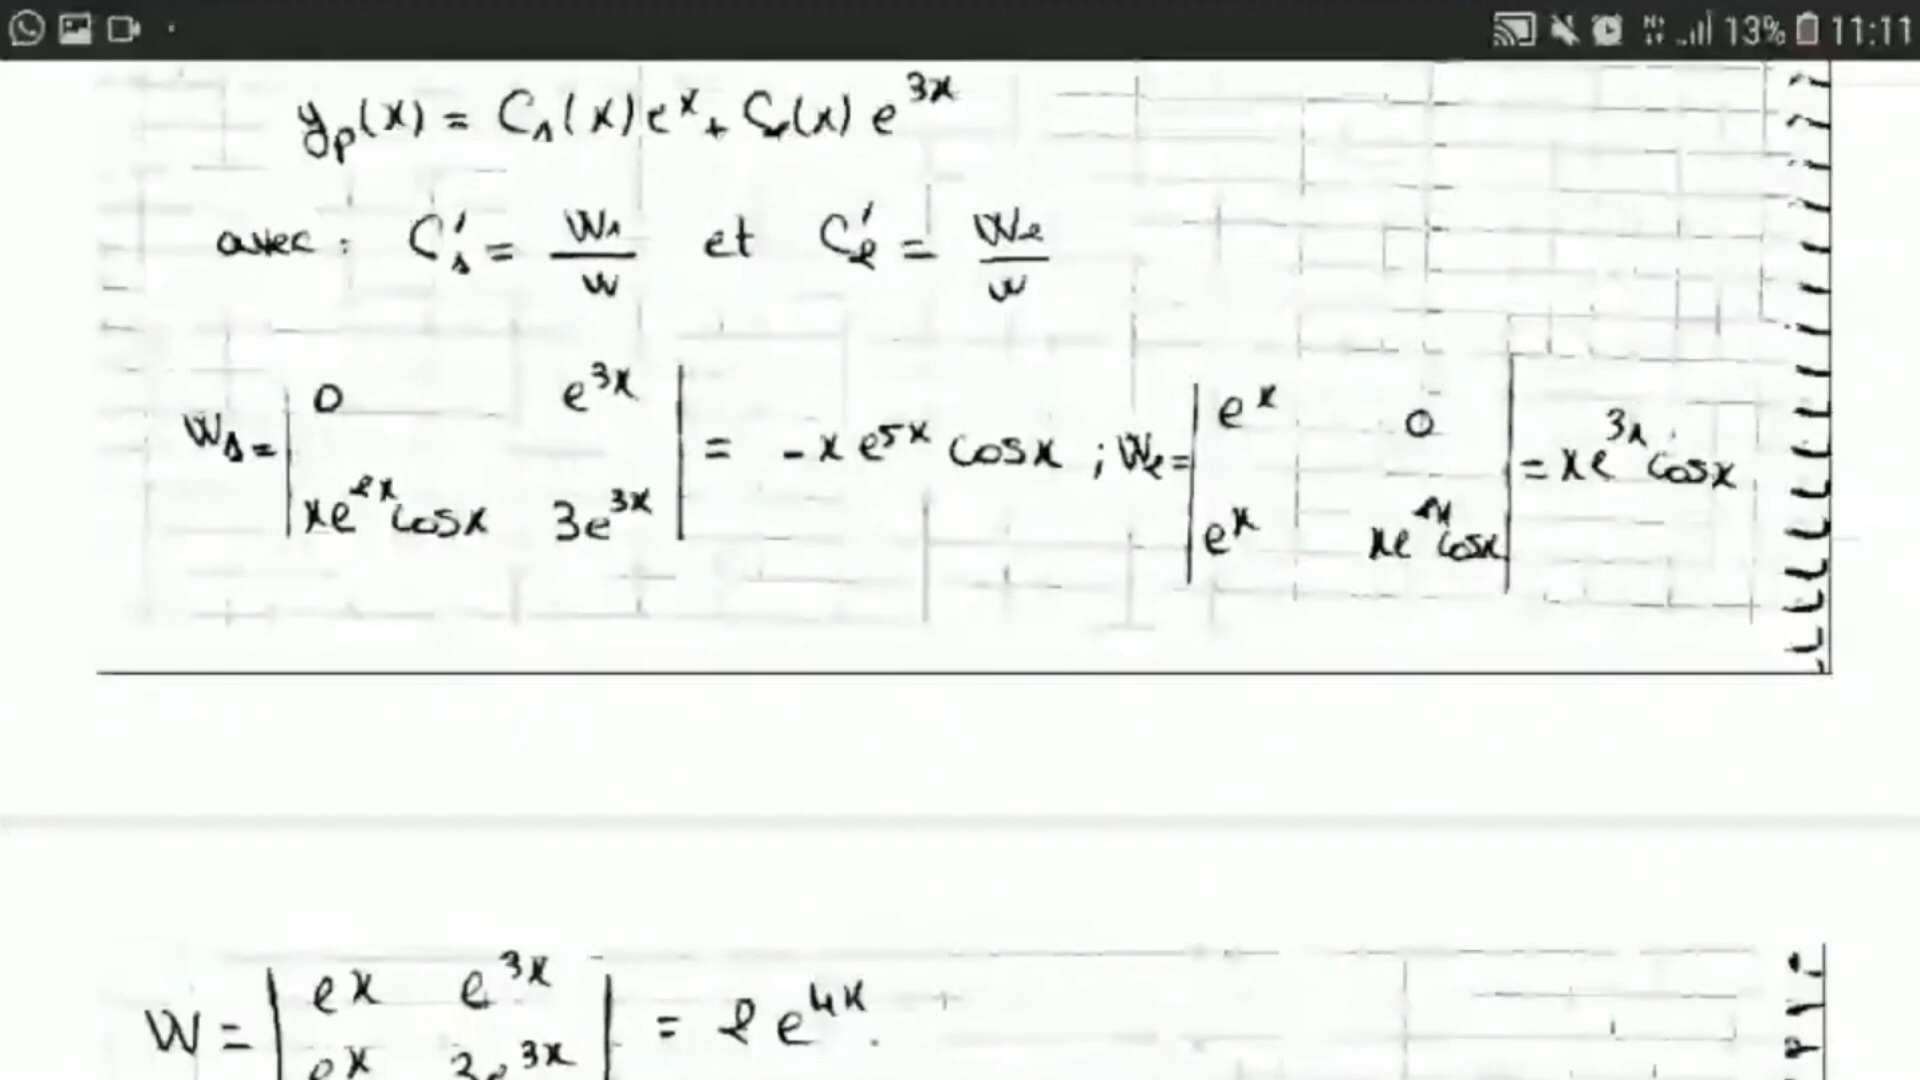 13% 11:11
y_p(x) = C_1(x) e^x + C_2(x) e^{3x}
avec : C'_1 = W_1/W et C'_2 = W_2/W
W_1 = | 0 e^{3x} ; xe^{2x}cosx 3e^{3x} | = -x e^{5x} cosx ; W_2 = | e^x 0 ; e^x xe^{2x}cosx | = xe^{3x} cosx
W = | e^x e^{3x} ; e^x 3e^{3x} | = 2e^{4x}.